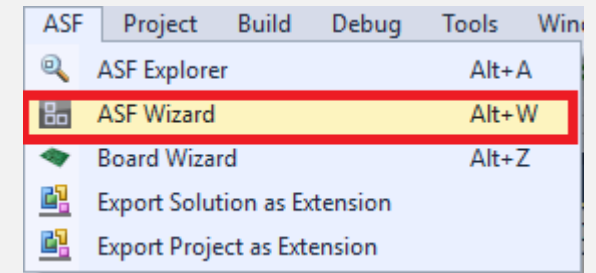 ASF Project Build Debug Tools
ASF Explorer Alt+A
ASF Wizard Alt+W
Board Wizard Alt+Z
Export Solution as Extension
Export Project as Extension